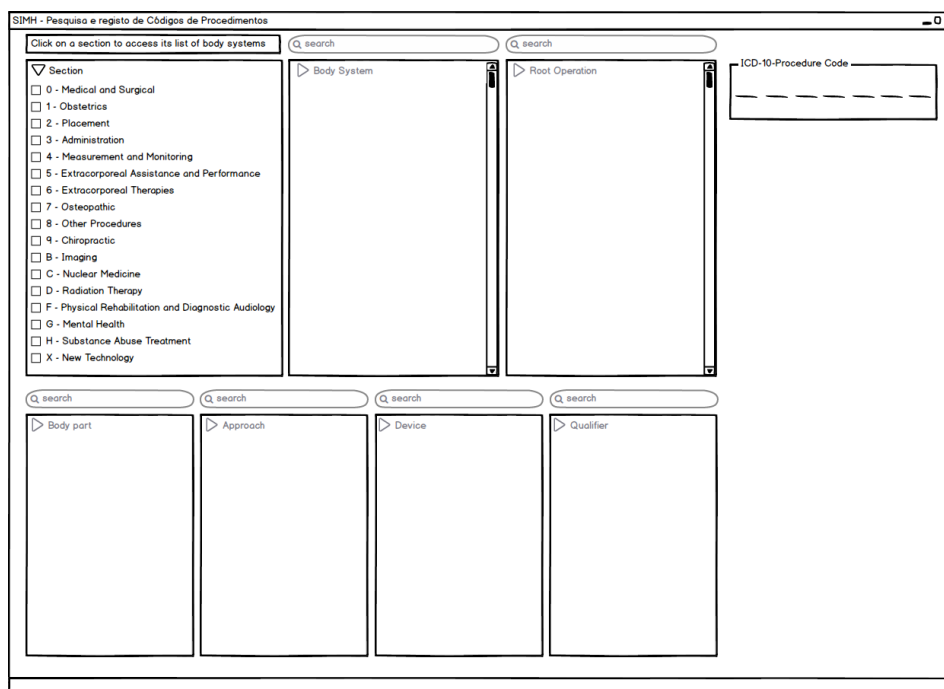 SIMH - Pesquisa e registo de Códigos de Procedimentos
Click on a section to access its list of body systems
search
search
Section
0 - Medical and Surgical
1 - Obstetrics
2 - Placement
3 - Administration
4 - Measurement and Monitoring
5 - Extracorporeal Assistance and Performance
6 - Extracorporeal Therapies
7 - Osteopathic
8 - Other Procedures
9 - Chiropractic
B - Imaging
C - Nuclear Medicine
D - Radiation Therapy
F - Physical Rehabilitation and Diagnostic Audiology
G - Mental Health
H - Substance Abuse Treatment
X - New Technology
Body System
Root Operation
ICD-10-Procedure Code
search
search
search
search
Body part
Approach
Device
Qualifier